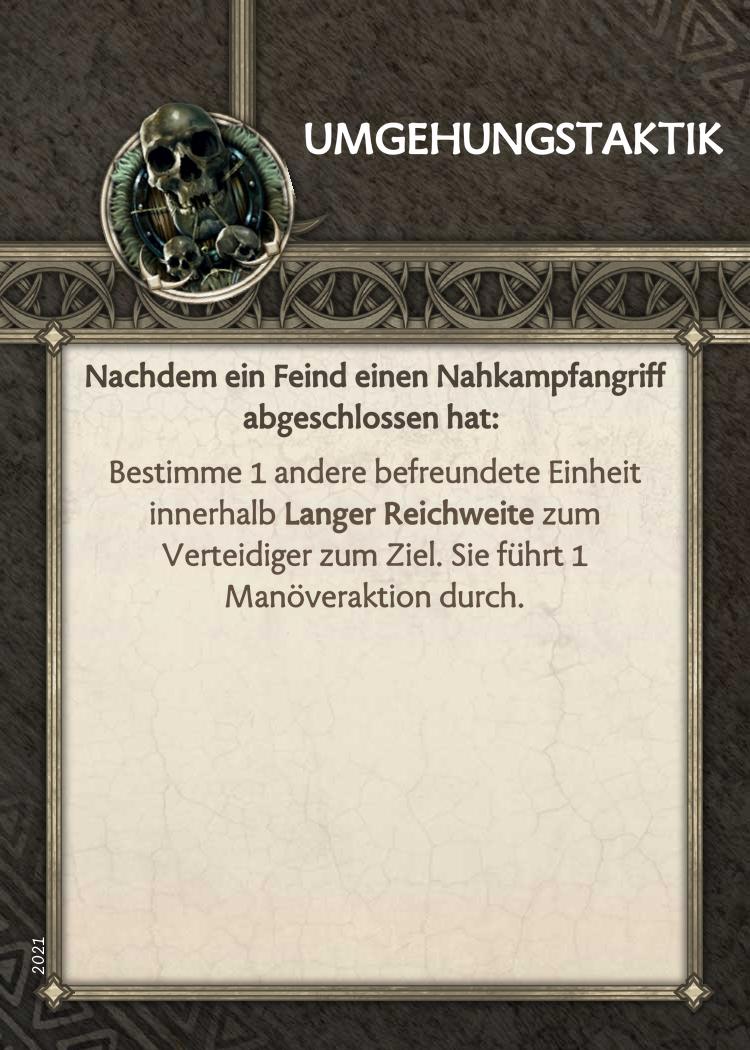 UMGEHUNGSTAKTIK
Nachdem ein Feind einen Nahkampfangriff
abgeschlossen hat:
Bestimme 1 andere befreundete Einheit
innerhalb Langer Reichweite zum
Verteidiger zum Ziel. Sie führt 1
Manöveraktion durch.
2021